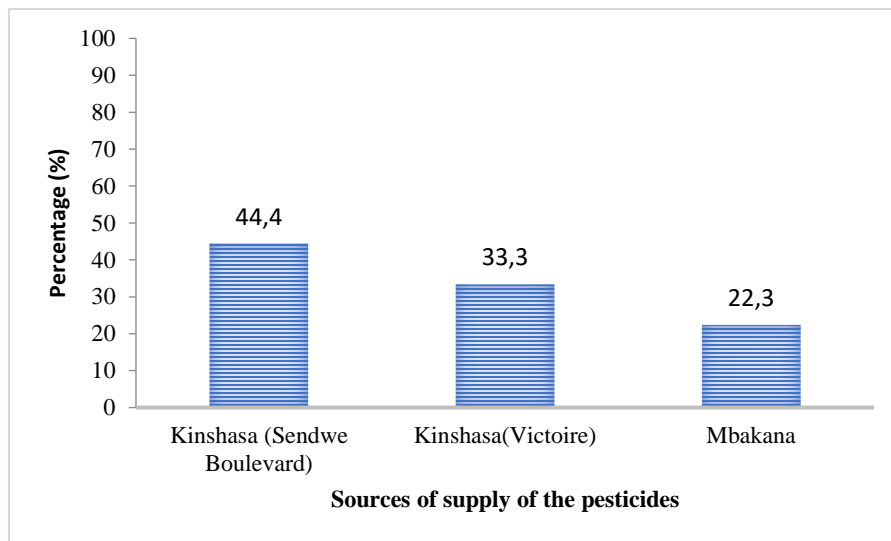 100
90
80
70
60
50
40
30
20
10
0
Percentage (%)
44,4
33,3
22,3
Kinshasa (Sendwe
Boulevard)
Kinshasa(Victoire)
Mbakana
Sources of supply of the pesticides